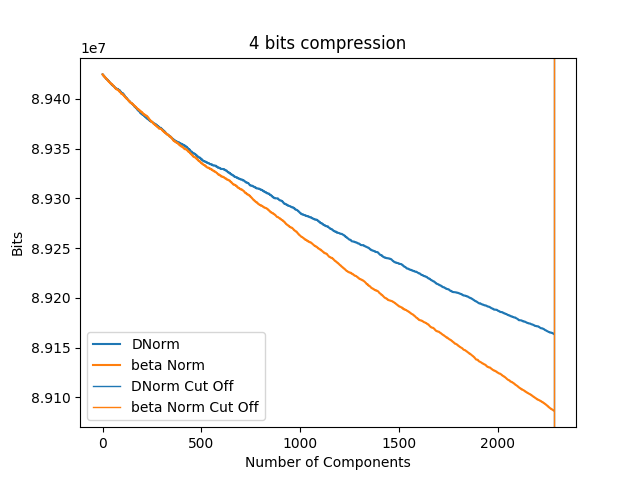 4 bits compression
1e7
8.940
8.935
8.930
8.925
8.920
8.915
8.910
Bits
DNorm
beta Norm
DNorm Cut Off
beta Norm Cut Off
0 500 1000 1500 2000
Number of Components